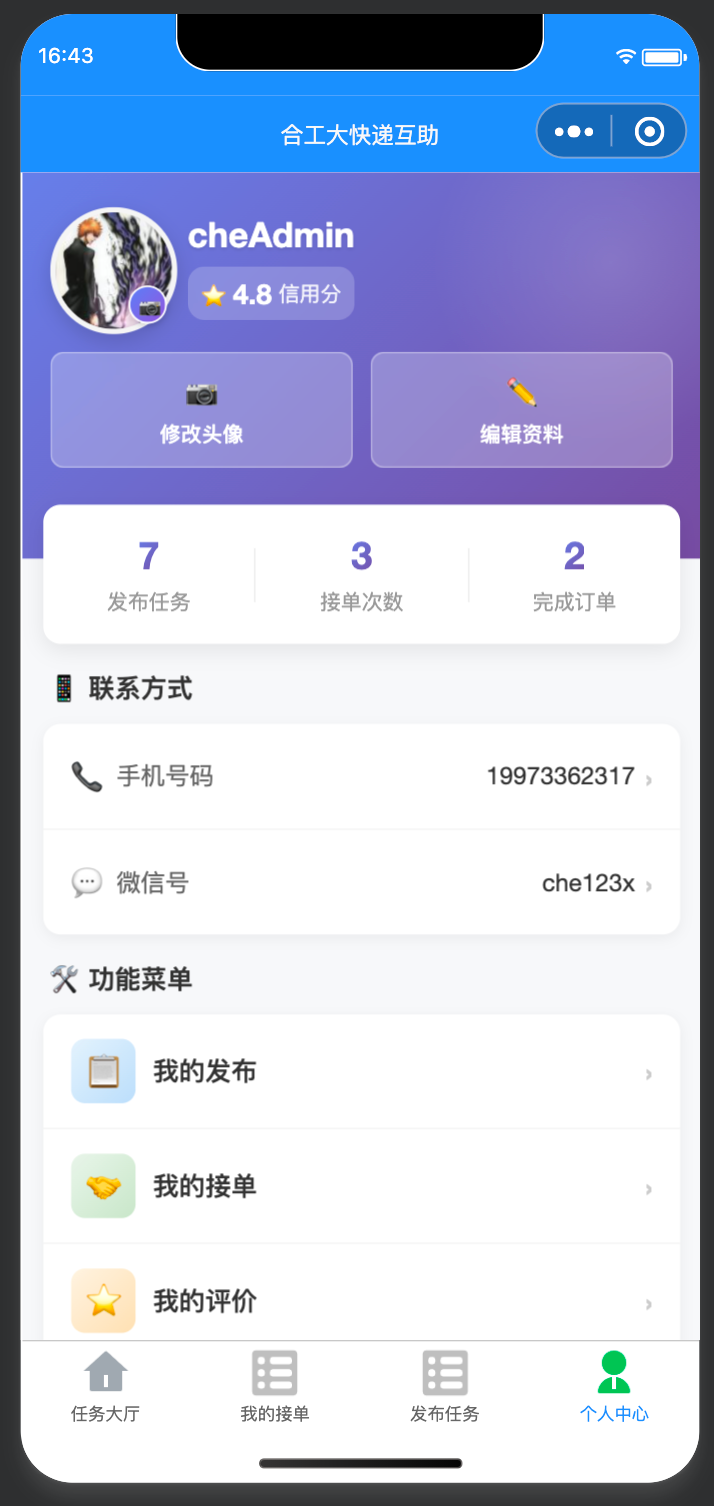 16:43
合工大快递互助
cheAdmin
4.8 信用分
修改头像
编辑资料
7
3
2
发布任务
接单次数
完成订单
联系方式
手机号码 19973362317
微信号 che123x
功能菜单
我的发布
我的接单
我的评价
任务大厅
我的接单
发布任务
个人中心